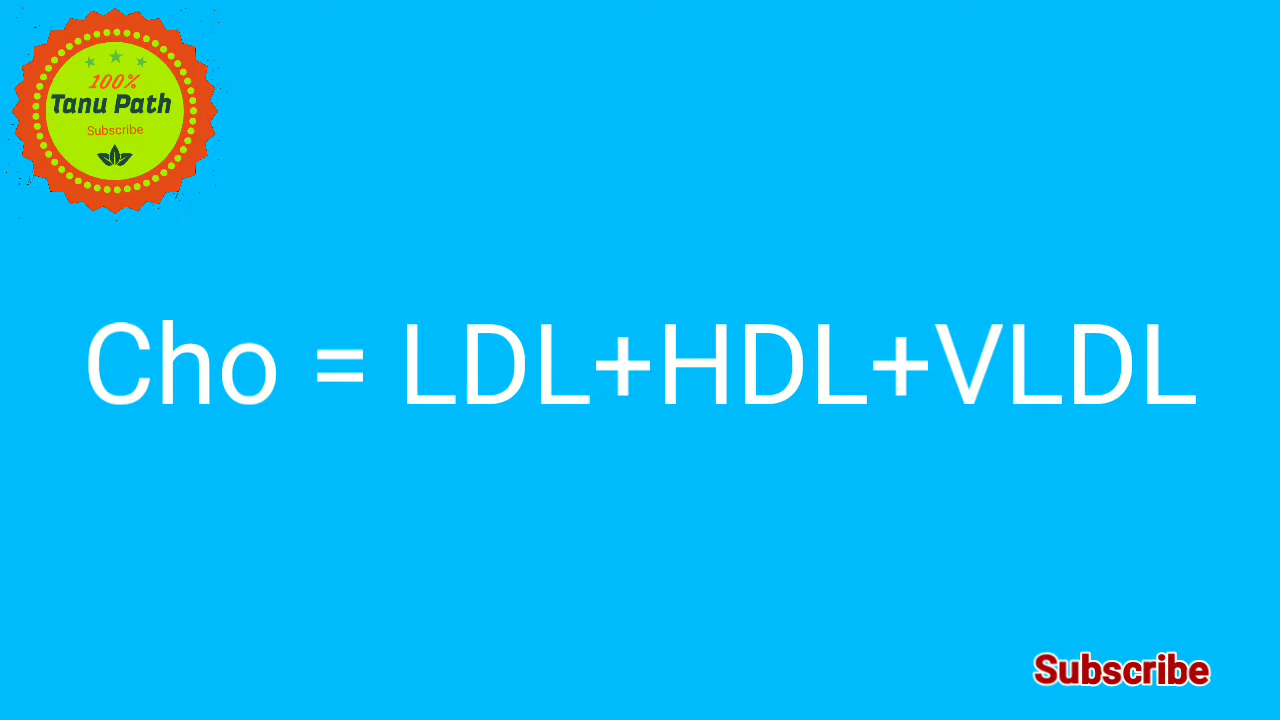 100%
Tanu Path
Subscribe
Cho = LDL+HDL+VLDL
Subscribe